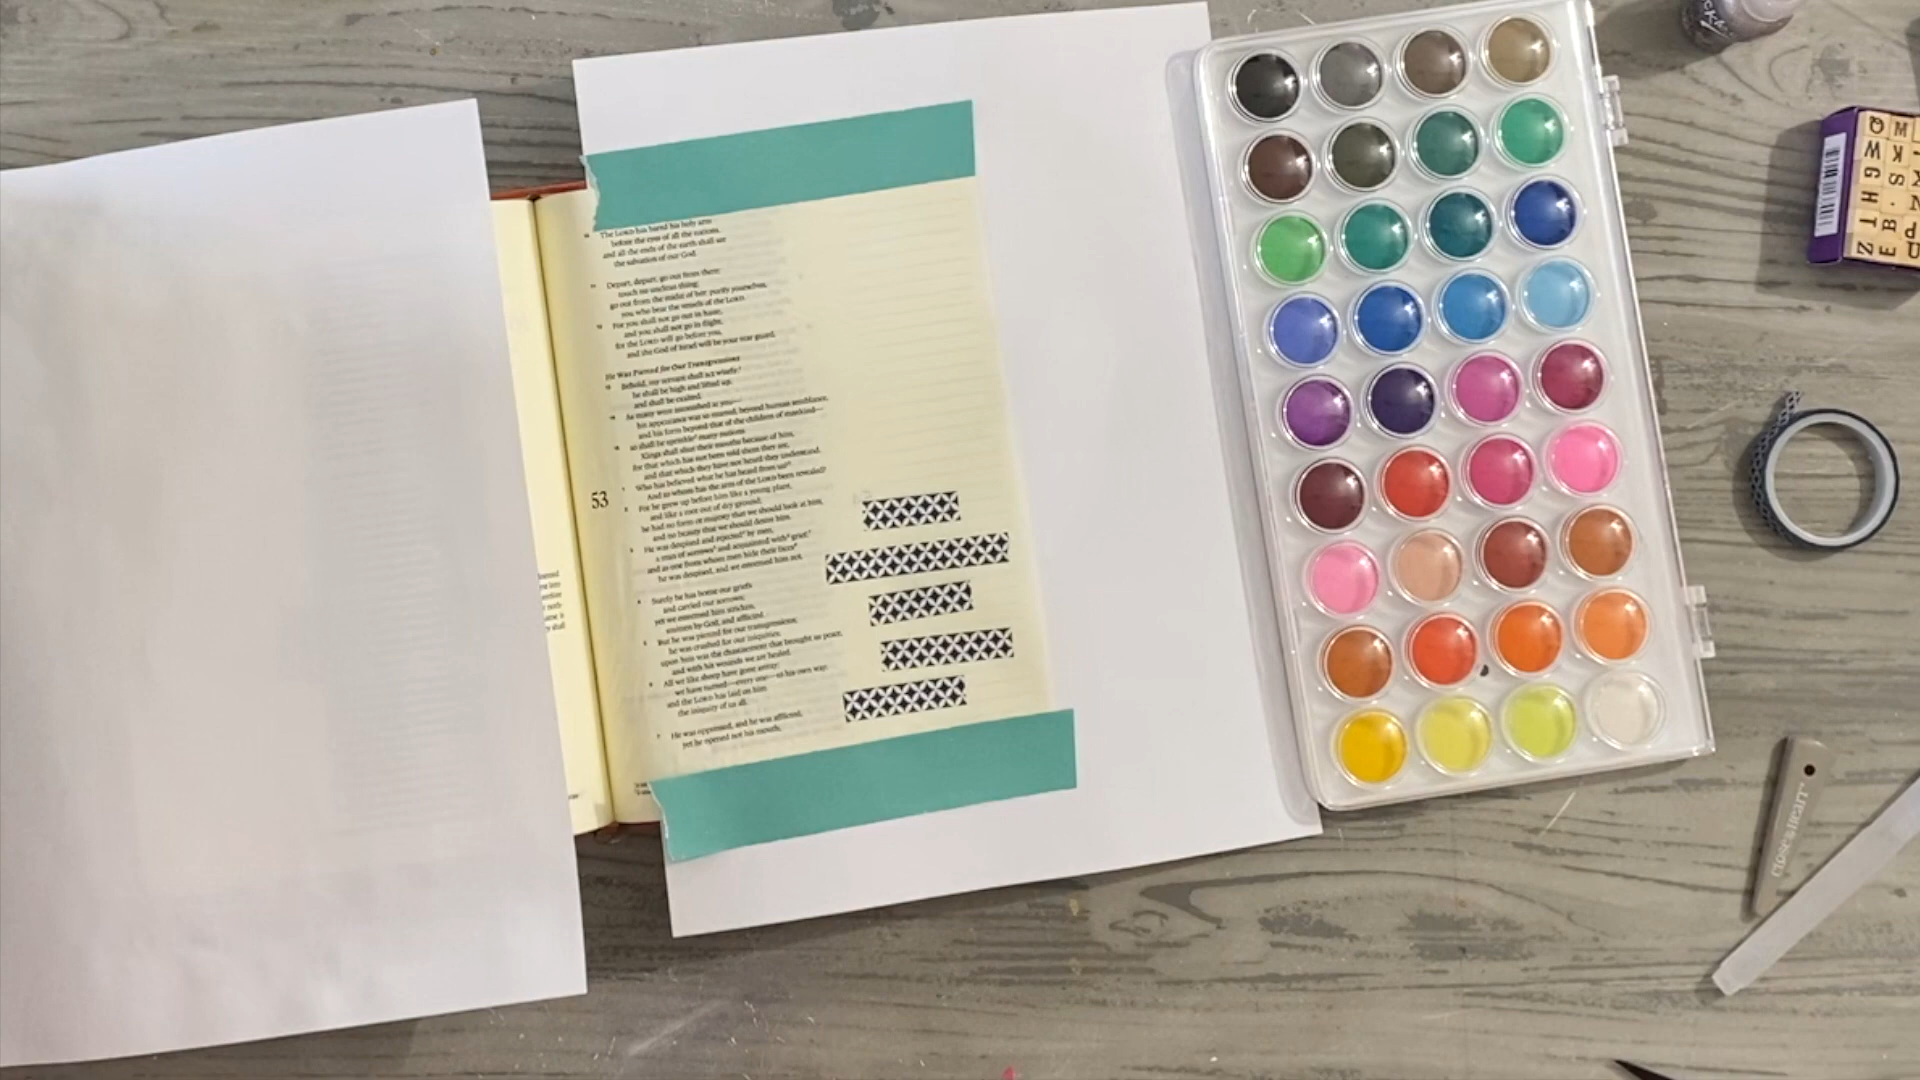 The LORD has bared his holy arm
before the eyes of all the nations,
and all the ends of the earth shall see
the salvation of our God.
Depart, depart, go out from there;
touch no unclean thing;
go out from the midst of her; purify yourselves,
you who bear the vessels of the LORD.
For you shall not go out in haste,
and you shall not go in flight,
for the LORD will go before you,
and the God of Israel will be your rear guard.
He Was Pierced for Our Transgressions
Behold, my servant shall act wisely;
he shall be high and lifted up,
and shall be exalted.
As many were astonished at you—
his appearance was so marred, beyond human semblance,
and his form beyond that of the children of mankind—
so shall he sprinkle many nations.
Kings shall shut their mouths because of him,
for that which has not been told them they see,
and that which they have not heard they understand.
53
Who has believed what he has heard from us?
And to whom has the arm of the LORD been revealed?
For he grew up before him like a young plant,
and like a root out of dry ground;
he had no form or majesty that we should look at him,
and no beauty that we should desire him.
He was despised and rejected by men,
a man of sorrows and acquainted with grief;
and as one from whom men hide their faces
he was despised, and we esteemed him not.
Surely he has borne our griefs
and carried our sorrows;
yet we esteemed him stricken,
smitten by God, and afflicted.
But he was pierced for our transgressions;
he was crushed for our iniquities;
upon him was the chastisement that brought us peace,
and with his wounds we are healed.
All we like sheep have gone astray;
we have turned—every one—to his own way;
and the LORD has laid on him
the iniquity of us all.
He was oppressed, and he was afflicted,
yet he opened not his mouth;
close to my heart